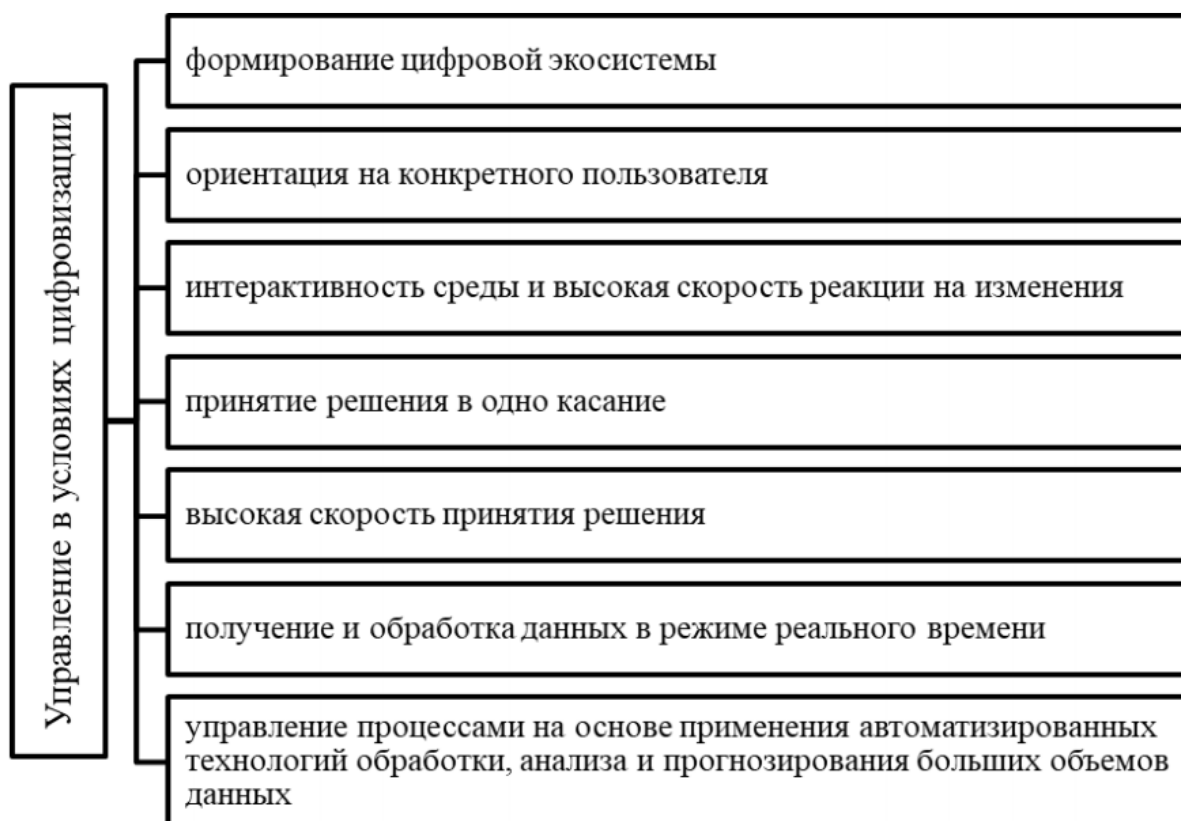 Управление в условиях цифровизации
формирование цифровой экосистемы
ориентация на конкретного пользователя
интерактивность среды и высокая скорость реакции на изменения
принятие решения в одно касание
высокая скорость принятия решения
получение и обработка данных в режиме реального времени
управление процессами на основе применения автоматизированных
технологий обработки, анализа и прогнозирования больших объемов
данных